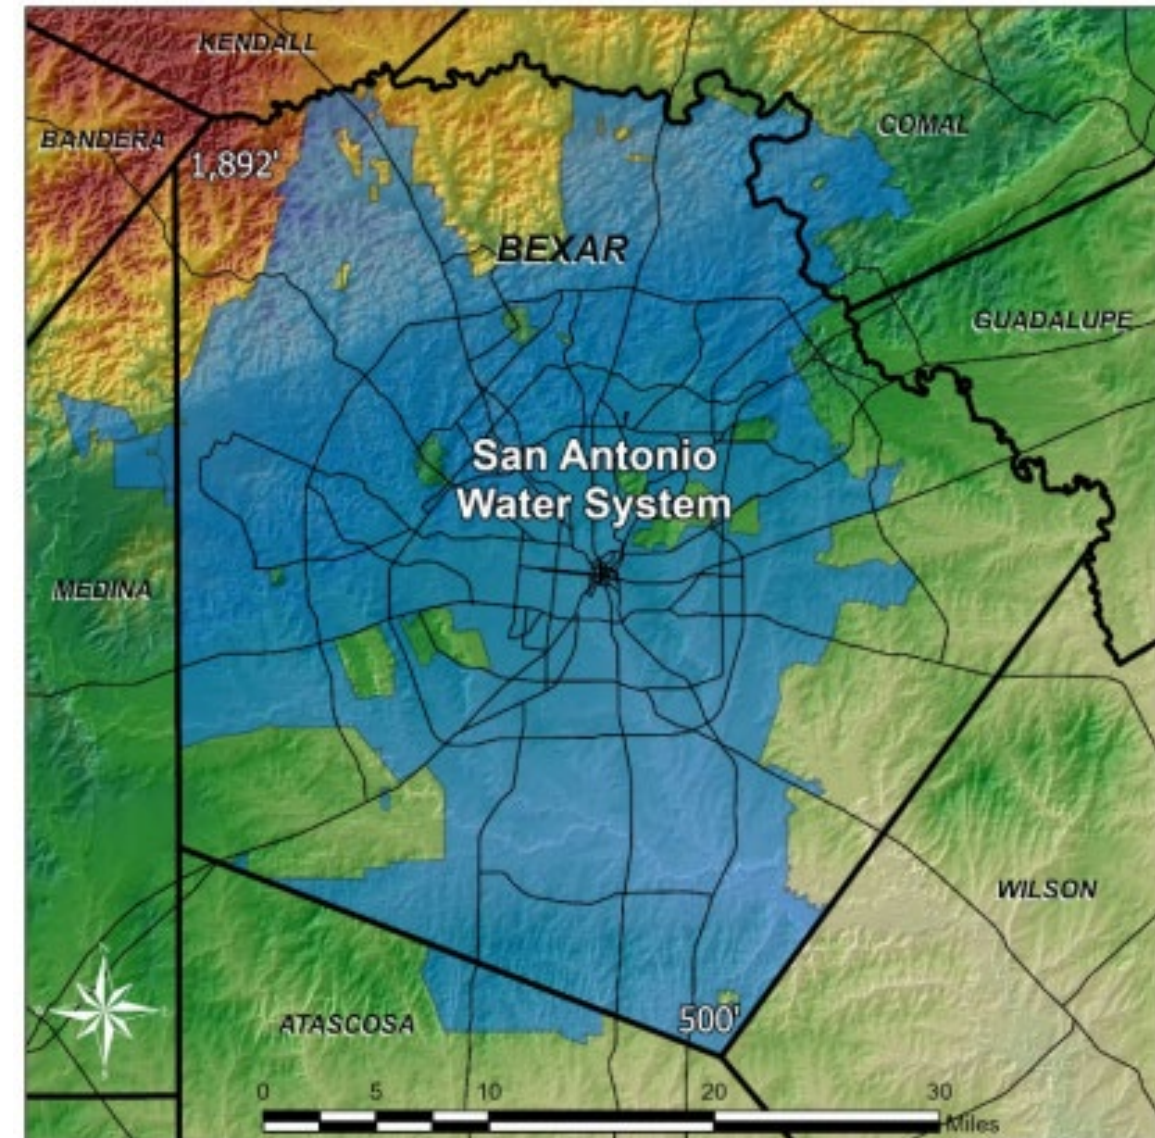 KENDALL
COMAL
BANDERA
1,892'
BEXAR
GUADALUPE
San Antonio
Water System
MEDINA
WILSON
500'
ATASCOSA
0 5 10 20 30
Miles